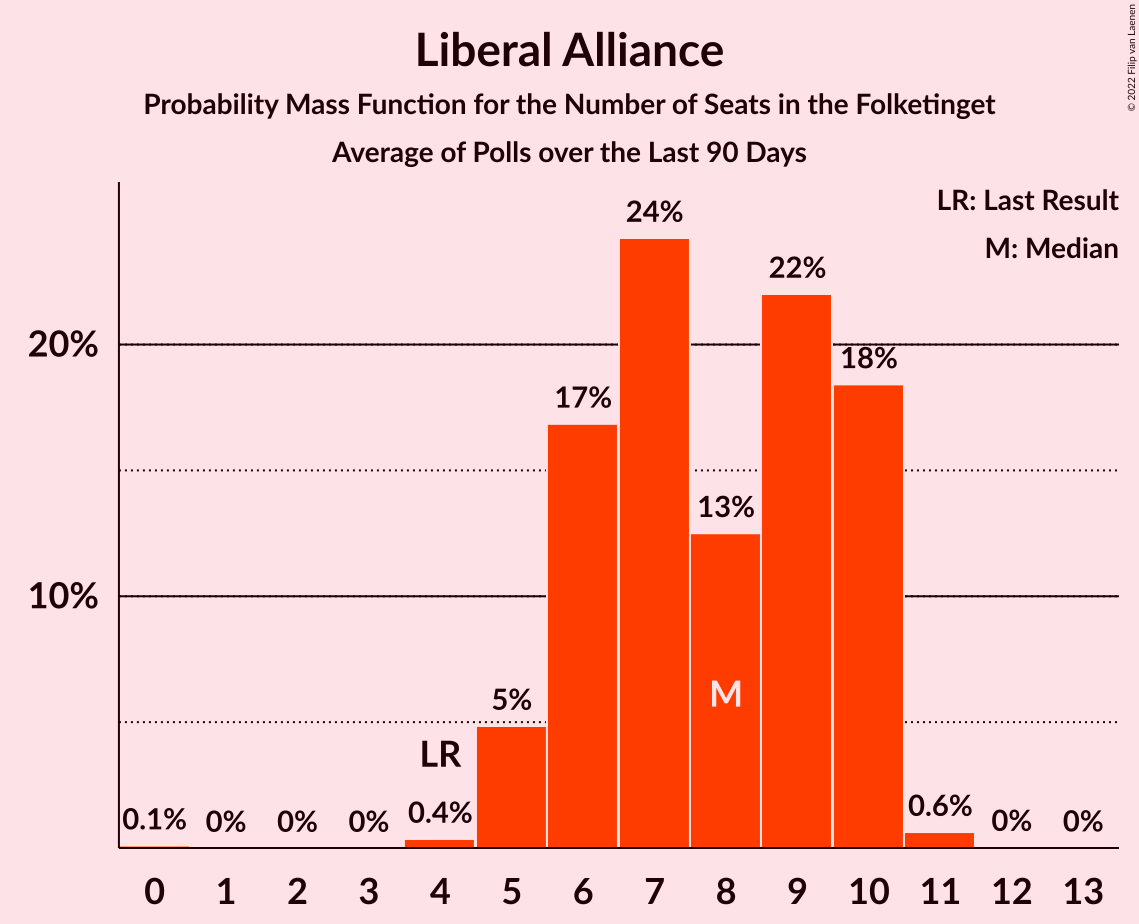 Liberal Alliance
Probability Mass Function for the Number of Seats in the Folketinget
Average of Polls over the Last 90 Days
© 2022 Filip van Laenen
LR: Last Result
M: Median
24%
22%
20%
18%
17%
13%
10%
M
5%
LR
0.1% 0% 0% 0% 0.4% 0.6% 0% 0%
0 1 2 3 4 5 6 7 8 9 10 11 12 13